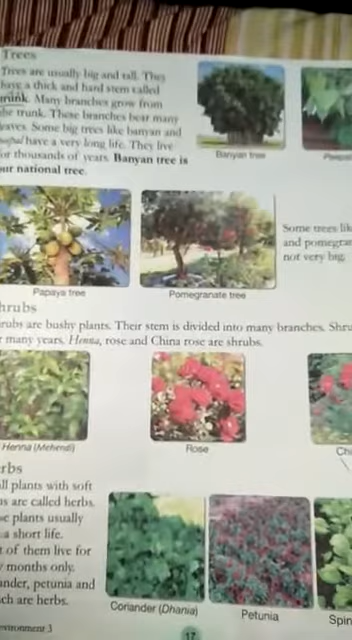 Trees
Trees are usually big and tall. They
have a thick and hard stem called
trunk. Many branches grow from
the trunk. These branches bear many
leaves. Some big trees like banyan and
have a very long life. They live
for thousands of years. Banyan tree is
our national tree.
Banyan tree
Papaya tree
Pomegranate tree
Some trees lik
and pomegran
not very big.
hrubs
rubs are bushy plants. Their stem is divided into many branches. Shru
r many years. Henna, rose and China rose are shrubs.
Henna (Mehendi)
Rose
Chi
erbs
all plants with soft
ms are called herbs.
se plants usually
a short life.
t of them live for
months only.
ander, petunia and
ch are herbs.
Coriander (Dhania)
Petunia
Spin
vironment 3
17